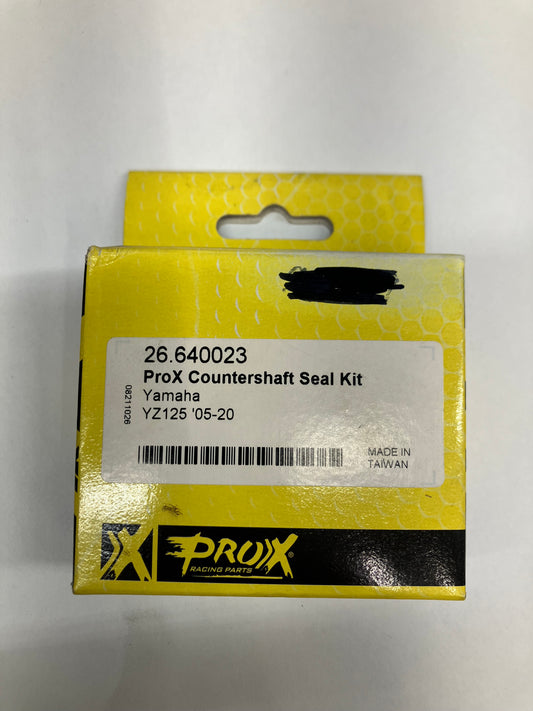 26.640023
ProX Countershaft Seal Kit
Yamaha
YZ125 '05-20
08211026
MADE IN
TAIWAN
PROX®
RACING PARTS